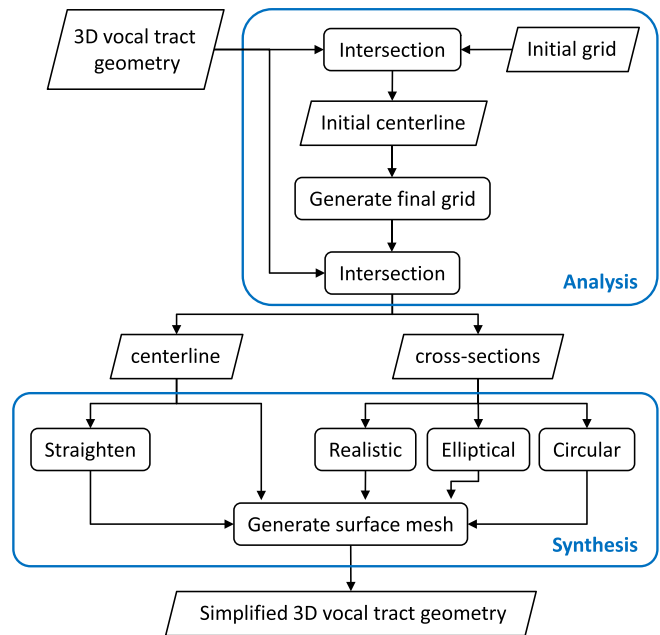 3D vocal tract
geometry
Intersection
Initial grid
Initial centerline
Generate final grid
Intersection
Analysis
centerline
cross-sections
Straighten
Realistic
Elliptical
Circular
Generate surface mesh
Synthesis
Simplified 3D vocal tract geometry